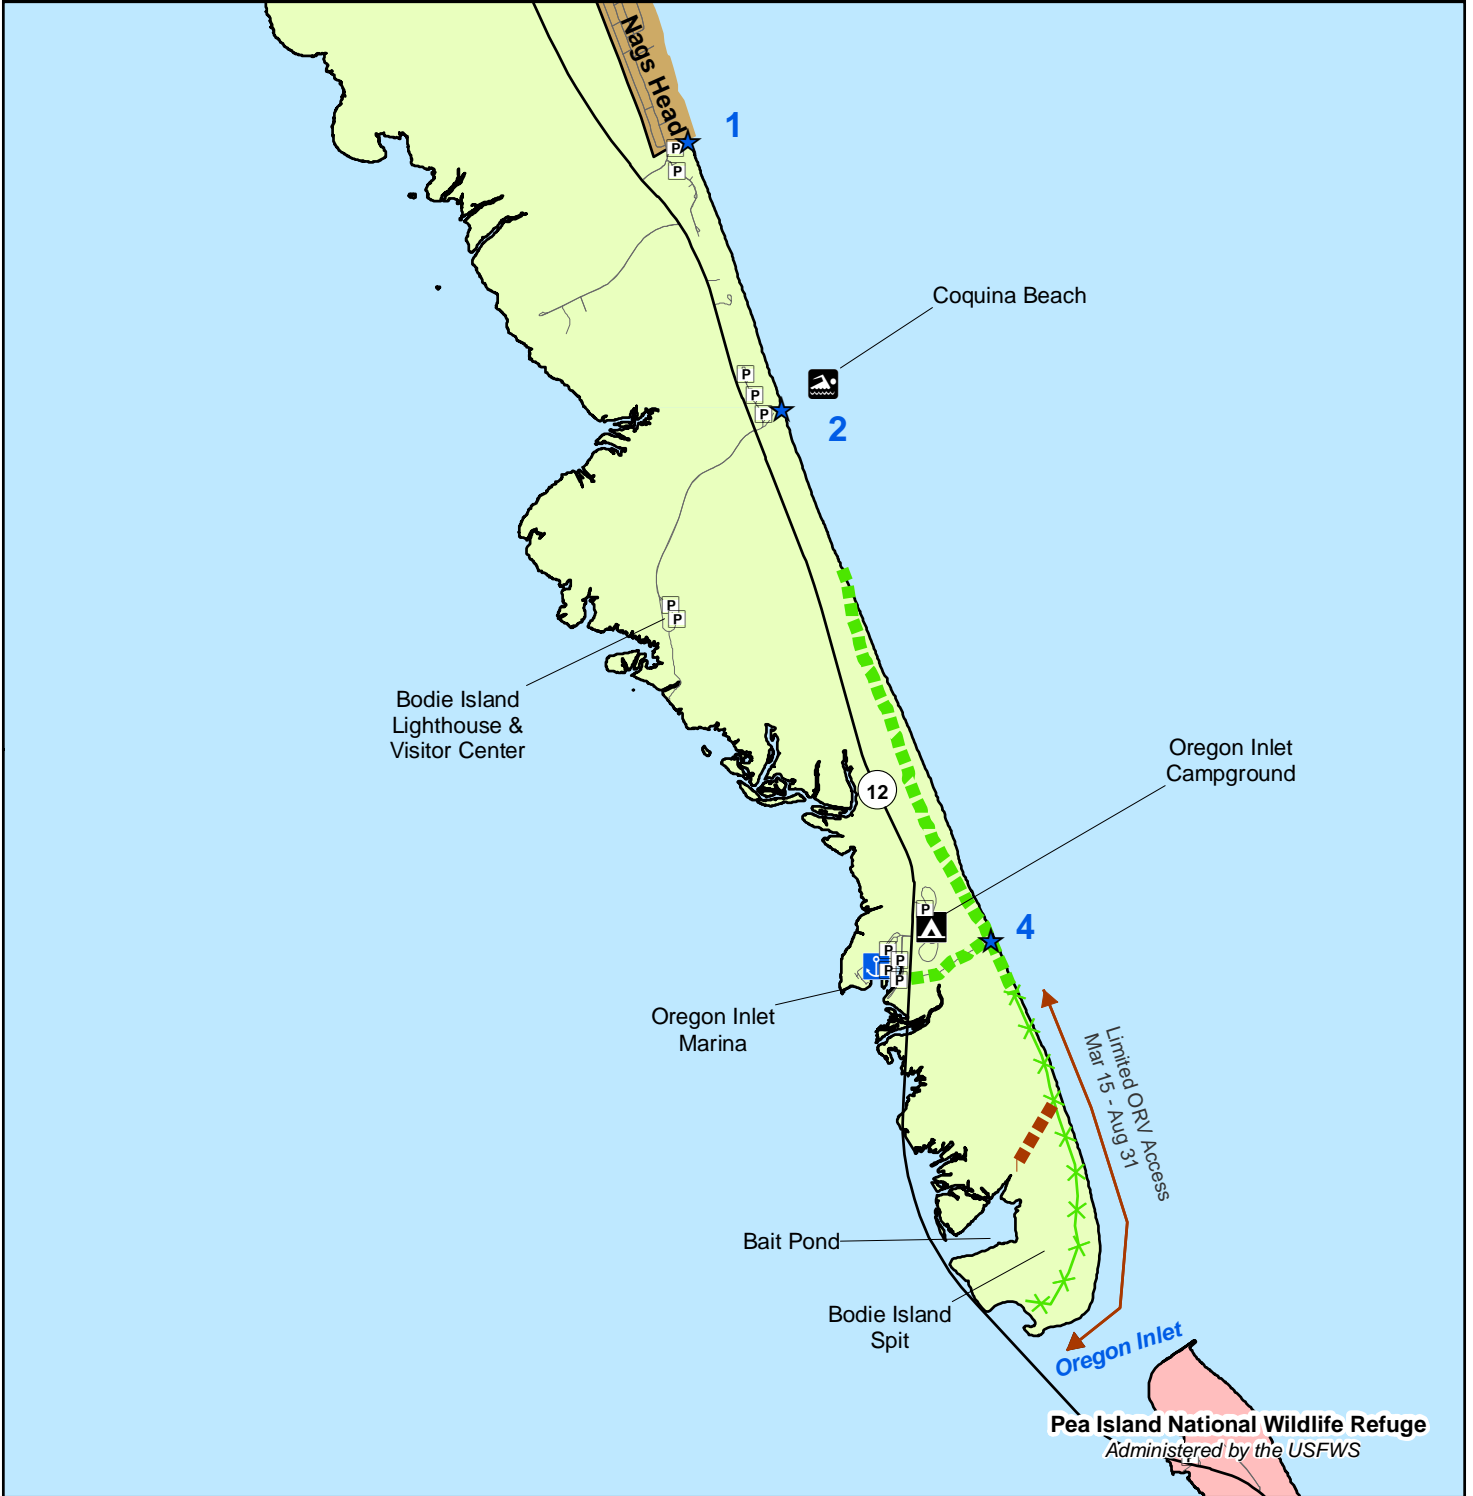 Nags Head
1
P
P
Coquina Beach
P
P
P
2
P
P
Bodie Island
Lighthouse &
Visitor Center
Oregon Inlet
Campground
12
P
4
P
P
P
P
Oregon Inlet
Marina
Limited ORV Access
Mar 15 - Aug 31
Bait Pond
Bodie Island
Spit
Oregon Inlet
Pea Island National Wildlife Refuge
Administered by the USFWS
P